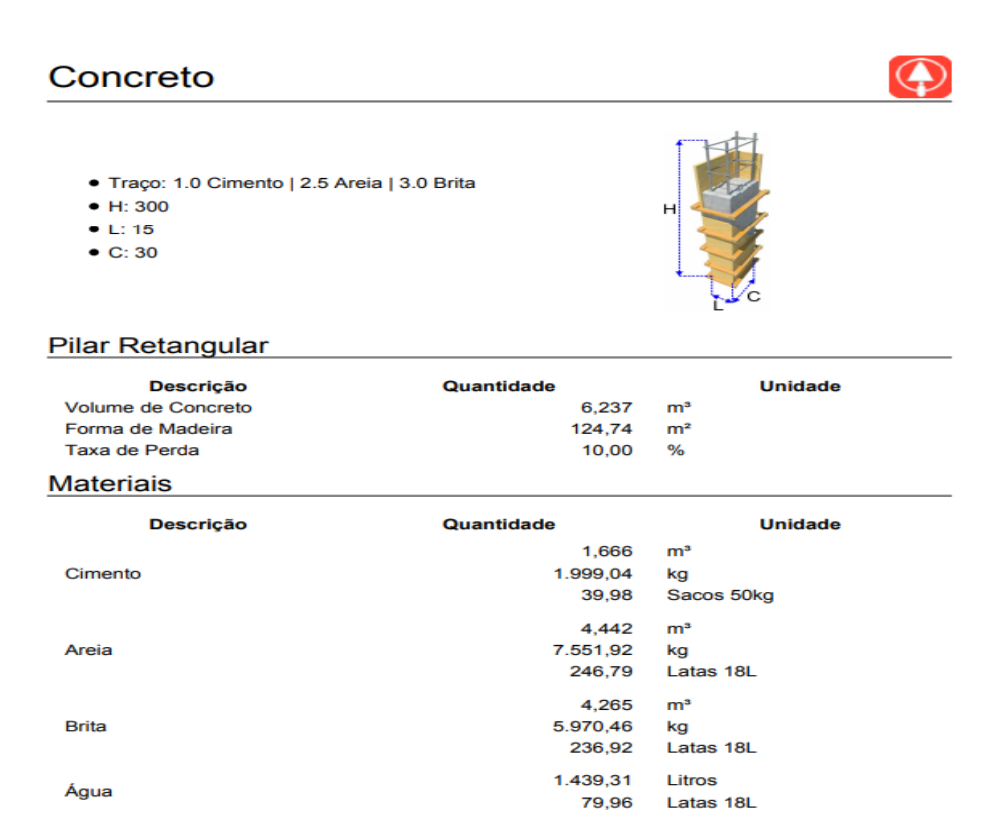 Concreto
● Traço: 1.0 Cimento | 2.5 Areia | 3.0 Brita
● H: 300
● L: 15
● C: 30
H
L
C
Pilar Retangular
Descrição Quantidade Unidade
Volume de Concreto 6,237 m³
Forma de Madeira 124,74 m²
Taxa de Perda 10,00 %
Materiais
Descrição Quantidade Unidade
1,666 m³
Cimento 1.999,04 kg
39,98 Sacos 50kg
4,442 m³
Areia 7.551,92 kg
246,79 Latas 18L
4,265 m³
Brita 5.970,46 kg
236,92 Latas 18L
Água
1.439,31 Litros
79,96 Latas 18L